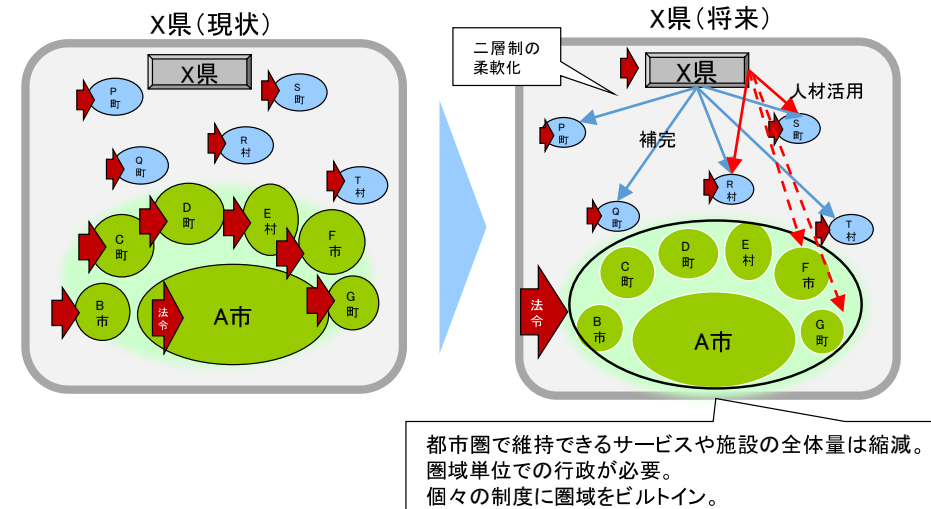 X県（現状）
X県
P
町
S
町
R
村
Q
町
T
村
D
町
E
村
C
町
F
市
B
市
法
令
A市
G
町
X県（将来）
二層制の
柔軟化
X県
人材活用
P
町
補完
S
町
R
村
Q
町
T
村
D
町
E
村
C
町
F
市
法
令
B
市
A市
G
町
都市圏で維持できるサービスや施設の全体量は縮減。
圏域単位での行政が必要。
個々の制度に圏域をビルトイン。